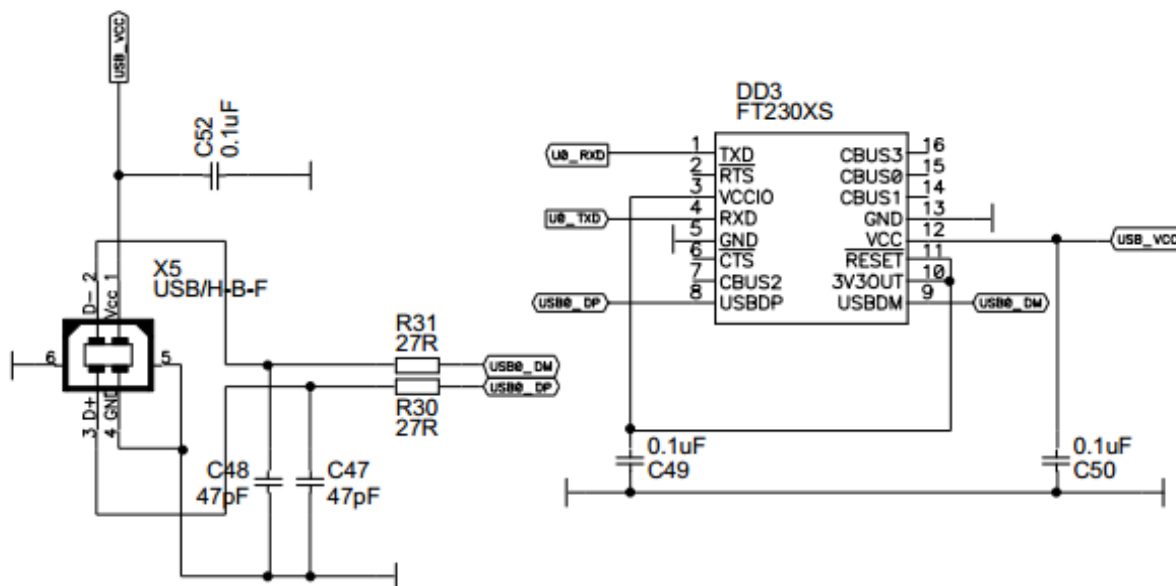 USB_VCC
C52
0.1uF
X5
USB/H-B-F
D- 2
Vcc 1
6
5
3 D+
4 GND
R31
27R
USB0_DM
USB0_DP
R30
27R
C48
47pF
C47
47pF
DD3
FT230XS
U0_RXD
1 TXD
2 RTS
3 VCCIO
U0_TXD
4 RXD
5 GND
6 CTS
7 CBUS2
USB0_DP
8 USBDP
CBUS3 16
CBUS0 15
CBUS1 14
GND 13
VCC 12
USB_VCC
RESET 11
3V3OUT 10
USBDM 9
USB0_DM
0.1uF
C49
0.1uF
C50